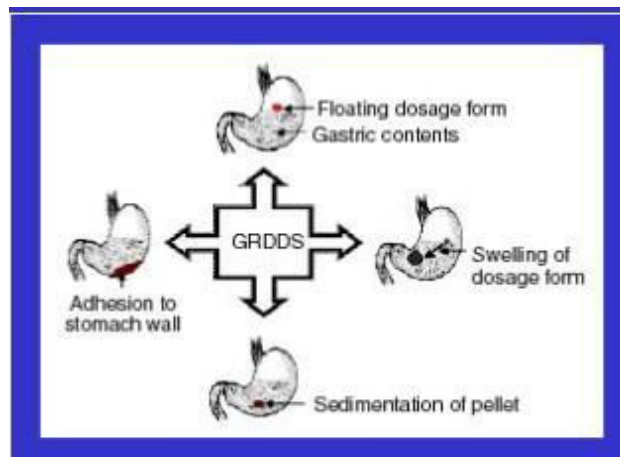 Floating dosage form
Gastric contents
GRDDS
Swelling of
dosage form
Adhesion to
stomach wall
Sedimentation of pellet